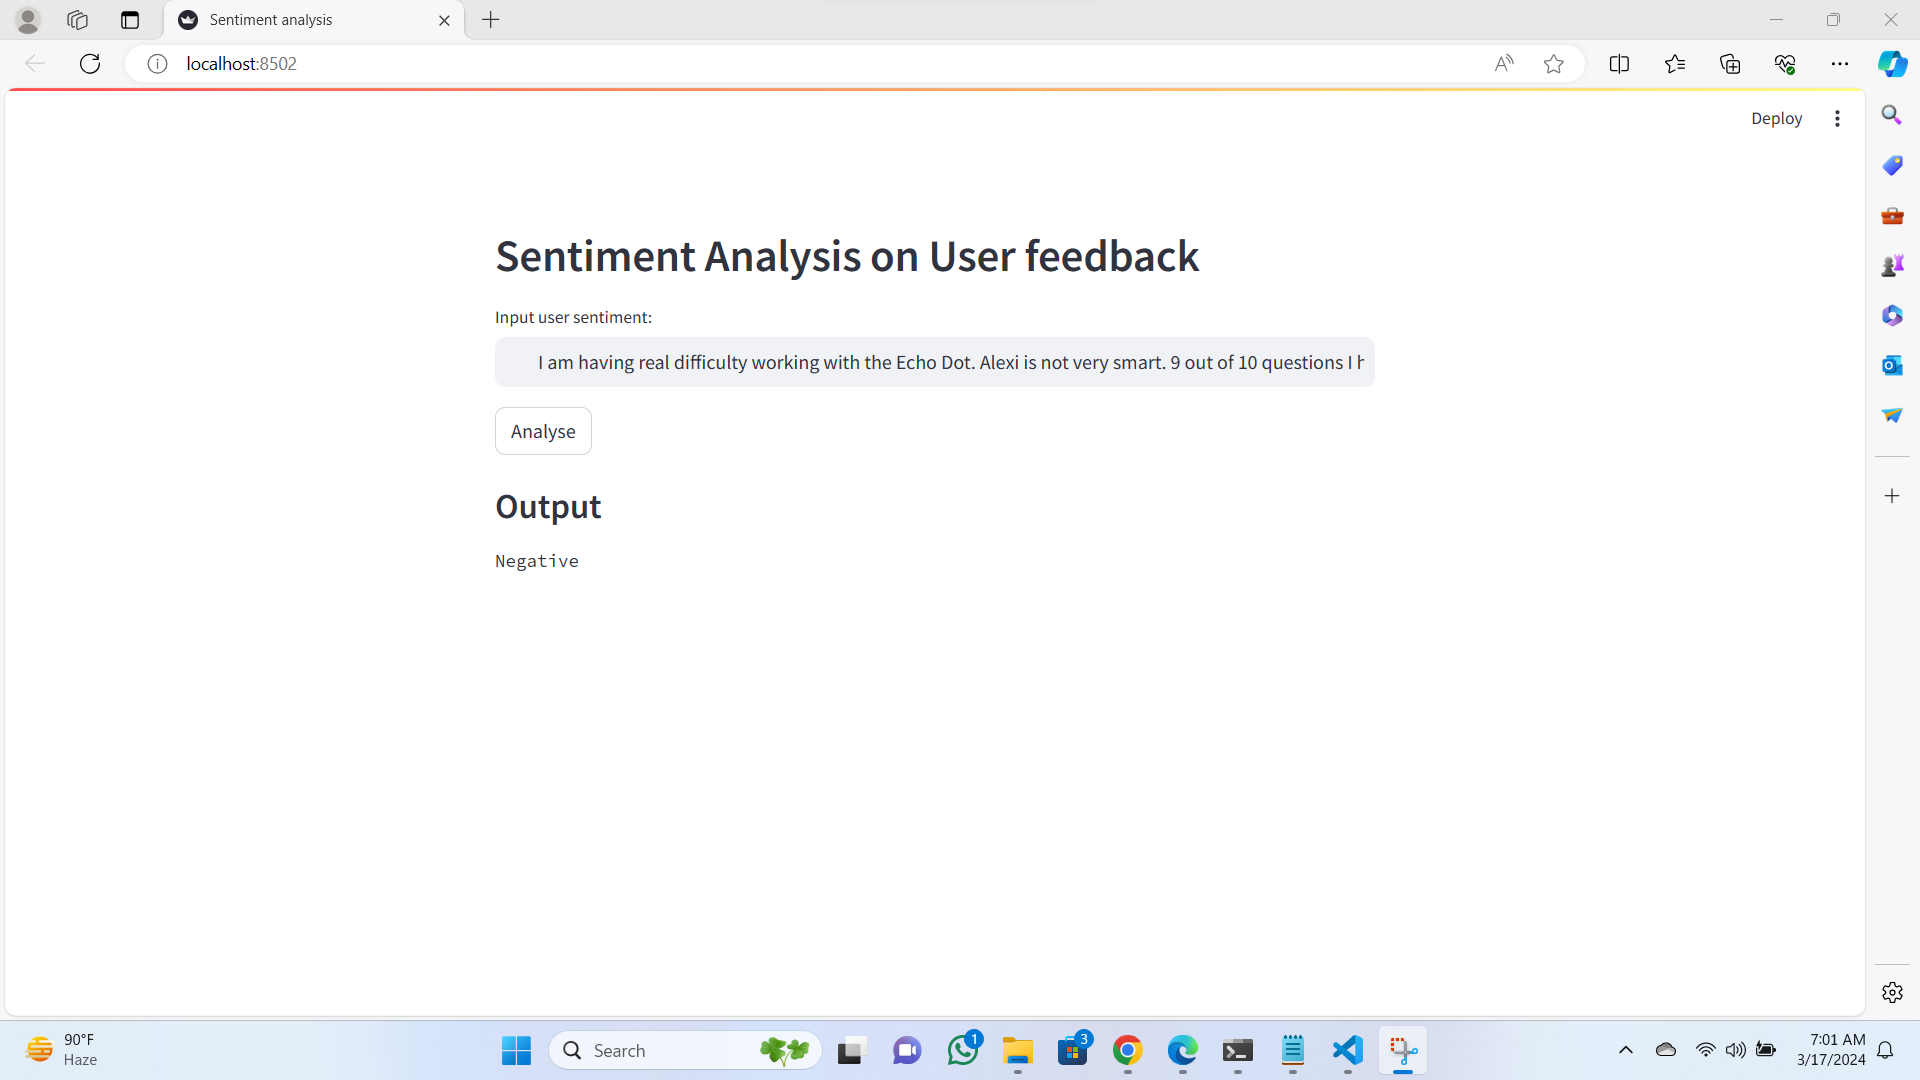 Sentiment analysis
localhost:8502
Deploy
Sentiment Analysis on User feedback
Input user sentiment:
I am having real difficulty working with the Echo Dot. Alexi is not very smart. 9 out of 10 questions I h
Analyse
Output
Negative
90°F
Haze
Search
1
3
7:01 AM
3/17/2024